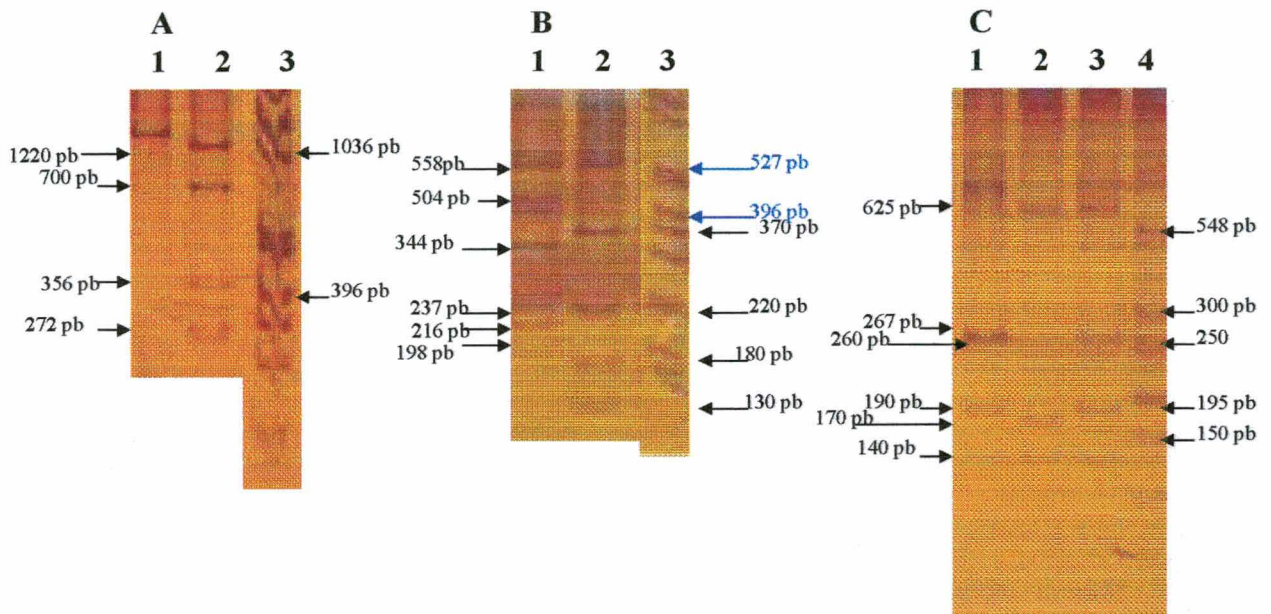 A
1 2 3
1220 pb
700 pb
356 pb
272 pb
1036 pb
396 pb
B
1 2 3
558pb
504 pb
344 pb
237 pb
216 pb
198 pb
527 pb
396 pb
370 pb
220 pb
180 pb
130 pb
C
1 2 3 4
625 pb
267 pb
260 pb
190 pb
170 pb
140 pb
548 pb
300 pb
250
195 pb
150 pb